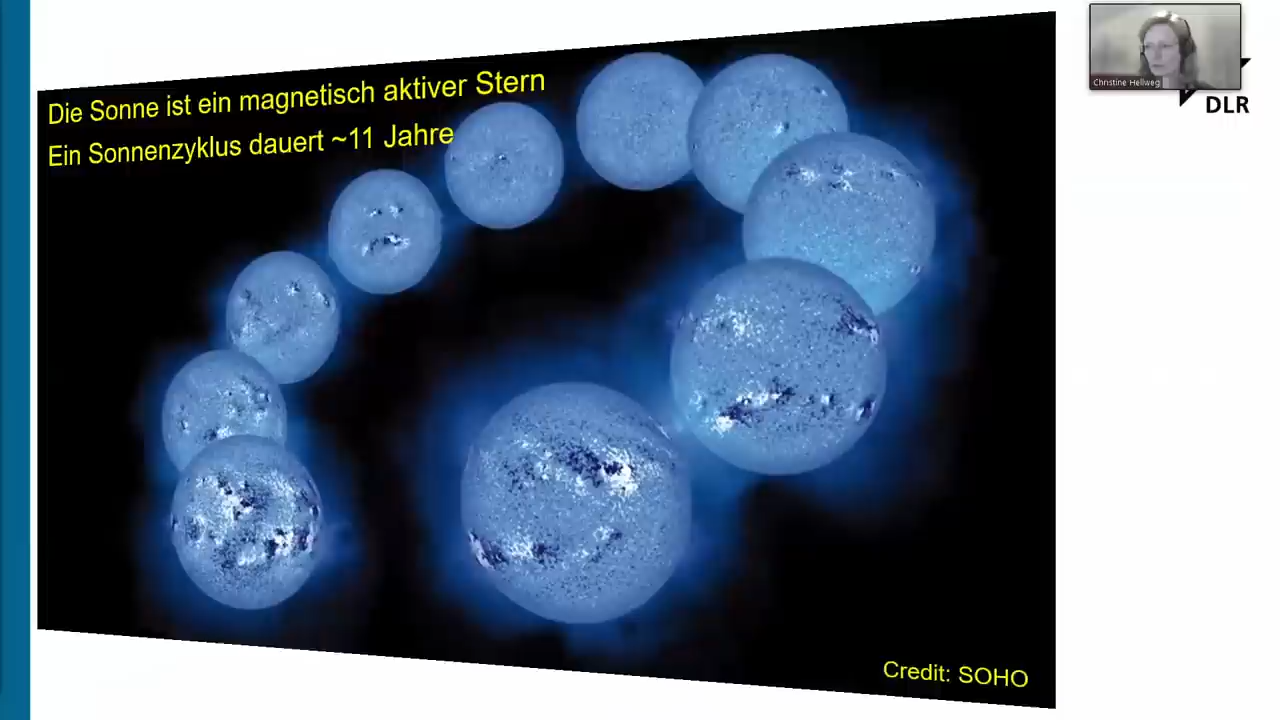 Die Sonne ist ein magnetisch aktiver Stern
Ein Sonnenzyklus dauert ~11 Jahre
Christine Hellweg
DLR
Credit: SOHO